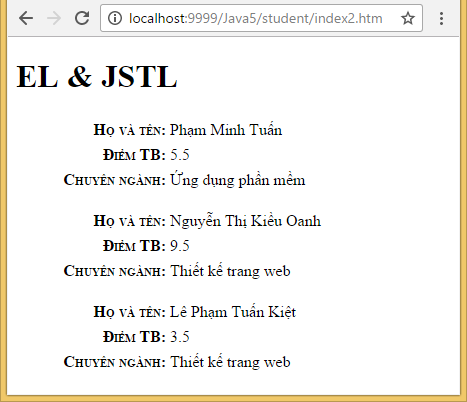 localhost:9999/Java5/student/index2.htm
EL & JSTL
Họ và tên: Phạm Minh Tuấn
Điểm TB: 5.5
Chuyên ngành: Ứng dụng phần mềm
Họ và tên: Nguyễn Thị Kiều Oanh
Điểm TB: 9.5
Chuyên ngành: Thiết kế trang web
Họ và tên: Lê Phạm Tuấn Kiệt
Điểm TB: 3.5
Chuyên ngành: Thiết kế trang web